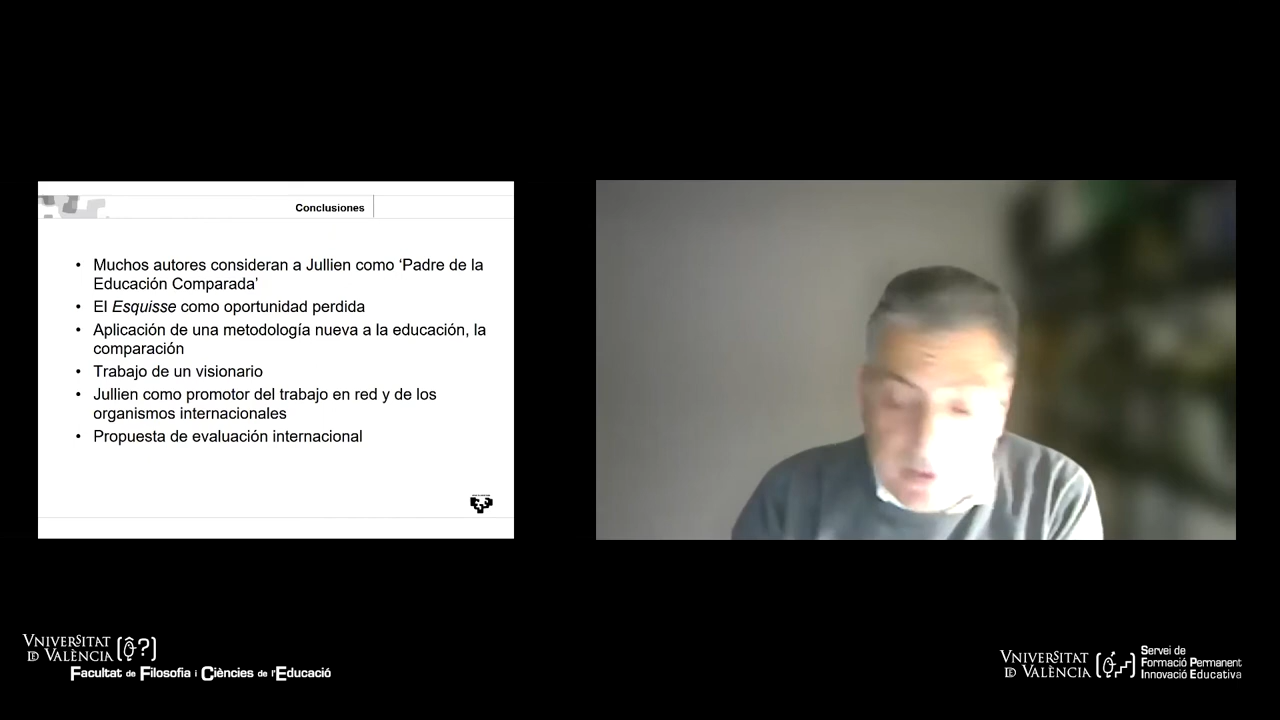 Conclusiones
• Muchos autores consideran a Jullien como ‘Padre de la
Educación Comparada’
• El Esquisse como oportunidad perdida
• Aplicación de una metodología nueva a la educación, la
comparación
• Trabajo de un visionario
• Jullien como promotor del trabajo en red y de los
organismos internacionales
• Propuesta de evaluación internacional
VNIVERSITAT
ID VALÈNCIA
Facultat de Filosofia i Ciències de l'Educació
VNIVERSITAT
ID VALÈNCIA
Servei de
Formació Permanent
Innovació Educativa